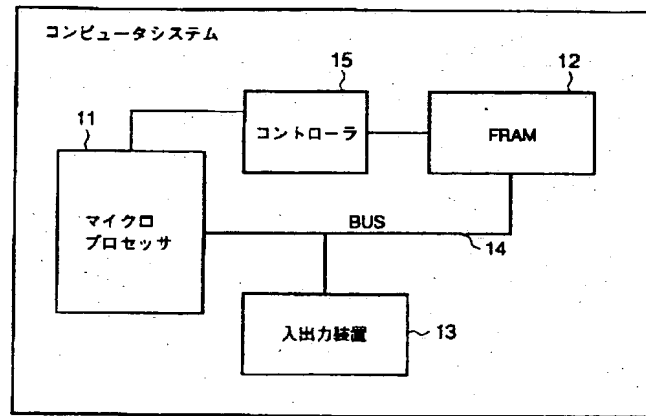 コンピュータシステム
15
12
11
コントローラ
FRAM
マイクロ
プロセッサ
BUS
14
入出力装置
13